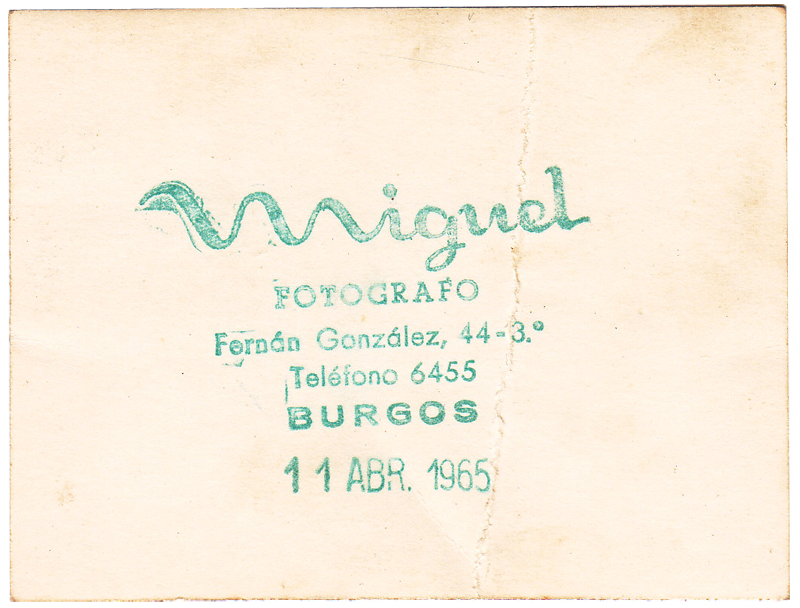 Miguel
FOTOGRAFO
Fernán González, 44-3.º
Teléfono 6455
BURGOS
11 ABR. 1965